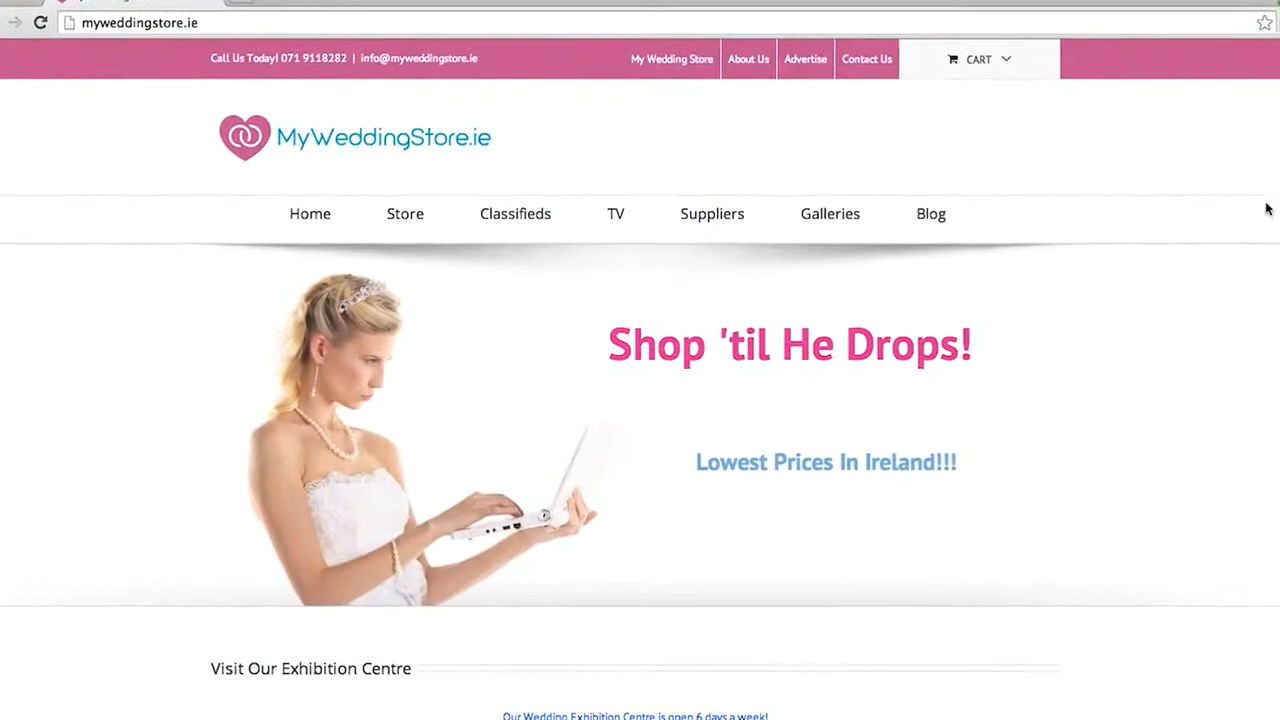 myweddingstore.ie
Call Us Today! 071 9118282 | info@myweddingstore.ie
My Wedding Store
About Us
Advertise
Contact Us
CART
MyWeddingStore.ie
Home
Store
Classifieds
TV
Suppliers
Galleries
Blog
Shop 'til He Drops!
Lowest Prices In Ireland!!!
Visit Our Exhibition Centre
Our Wedding Exhibition Centre is open 6 days a week!